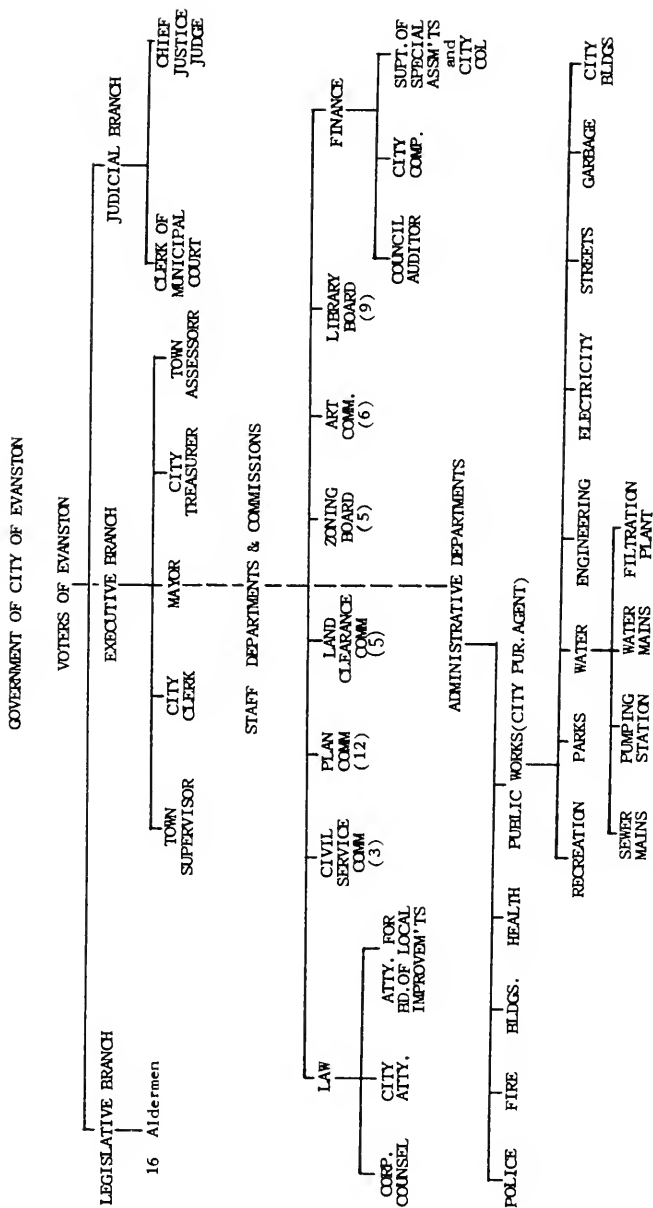 GOVERNMENT OF CITY OF EVANSTON
VOTERS OF EVANSTON
LEGISLATIVE BRANCH
16 Aldermen
EXECUTIVE BRANCH
TOWN
SUPERVISOR
CITY
CLERK
MAYOR
CITY
TREASURER
TOWN
ASSESSORR
JUDICIAL BRANCH
CLERK OF
MUNICIPAL
COURT
CHIEF
JUSTICE
JUDGE
STAFF DEPARTMENTS & COMMISSIONS
LAW
CORP.
COUNSEL
CITY
ATTY.
ATTY. FOR
BD.OF LOCAL
IMPROVEM'TS
CIVIL
SERVICE
COMM
(3)
PLAN
COMM
(12)
LAND
CLEARANCE
COMM
(5)
ZONING
BOARD
(5)
ART
COMM.
(6)
LIBRARY
BOARD
(9)
FINANCE
COUNCIL
AUDITOR
CITY
COMP.
SUPT.OF
SPECIAL
ASSM'TS
and
CITY
COL
ADMINISTRATIVE DEPARTMENTS
POLICE
FIRE
BLDGS.
HEALTH
PUBLIC WORKS(CITY PUR.AGENT)
RECREATION
PARKS
WATER
ENGINEERING
ELECTRICITY
STREETS
GARBAGE
CITY
BLDGS
SEWER
MAINS
PUMPING
STATION
WATER
MAINS
FILTRATION
PLANT